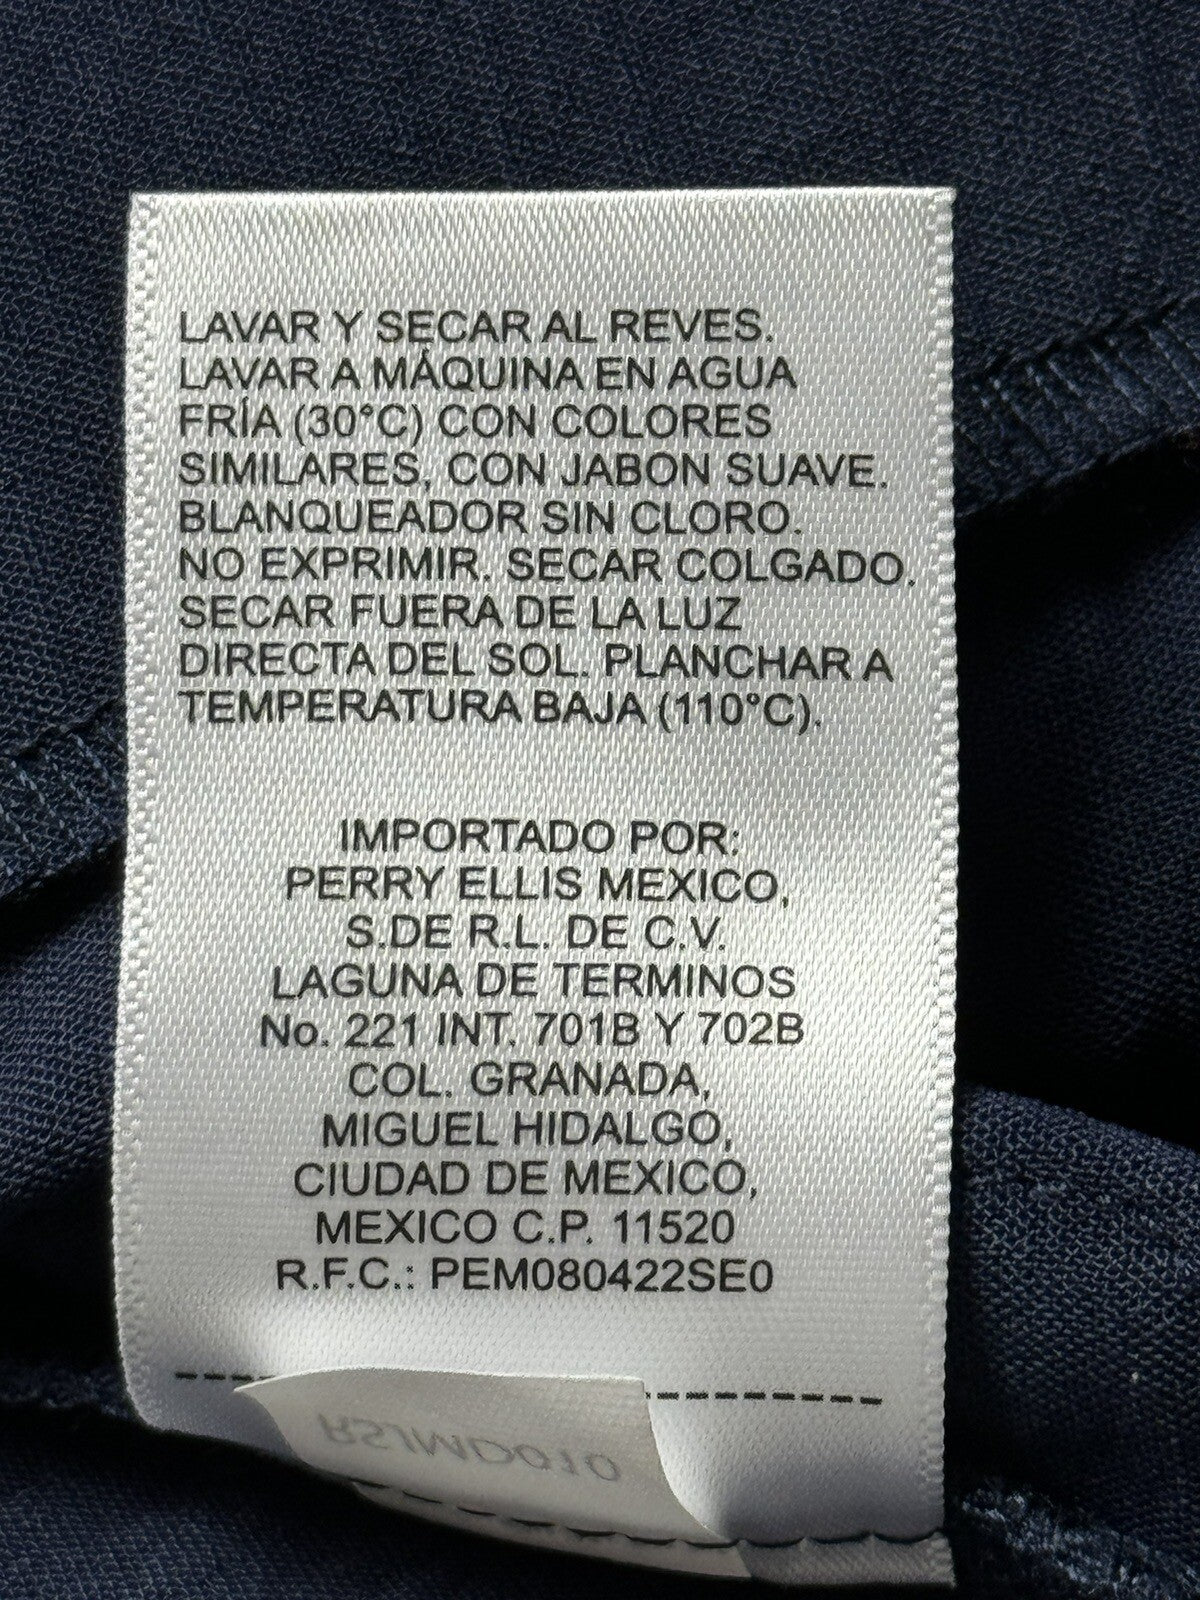 LAVAR Y SECAR AL REVES.
LAVAR A MÁQUINA EN AGUA
FRÍA (30°C) CON COLORES
SIMILARES, CON JABON SUAVE.
BLANQUEADOR SIN CLORO.
NO EXPRIMIR. SECAR COLGADO.
SECAR FUERA DE LA LUZ
DIRECTA DEL SOL. PLANCHAR A
TEMPERATURA BAJA (110°C).
IMPORTADO POR:
PERRY ELLIS MEXICO,
S.DE R.L. DE C.V.
LAGUNA DE TERMINOS
No. 221 INT. 701B Y 702B
COL. GRANADA,
MIGUEL HIDALGO,
CIUDAD DE MEXICO,
MEXICO C.P. 11520
R.F.C.: PEM080422SE0
RSJMD010